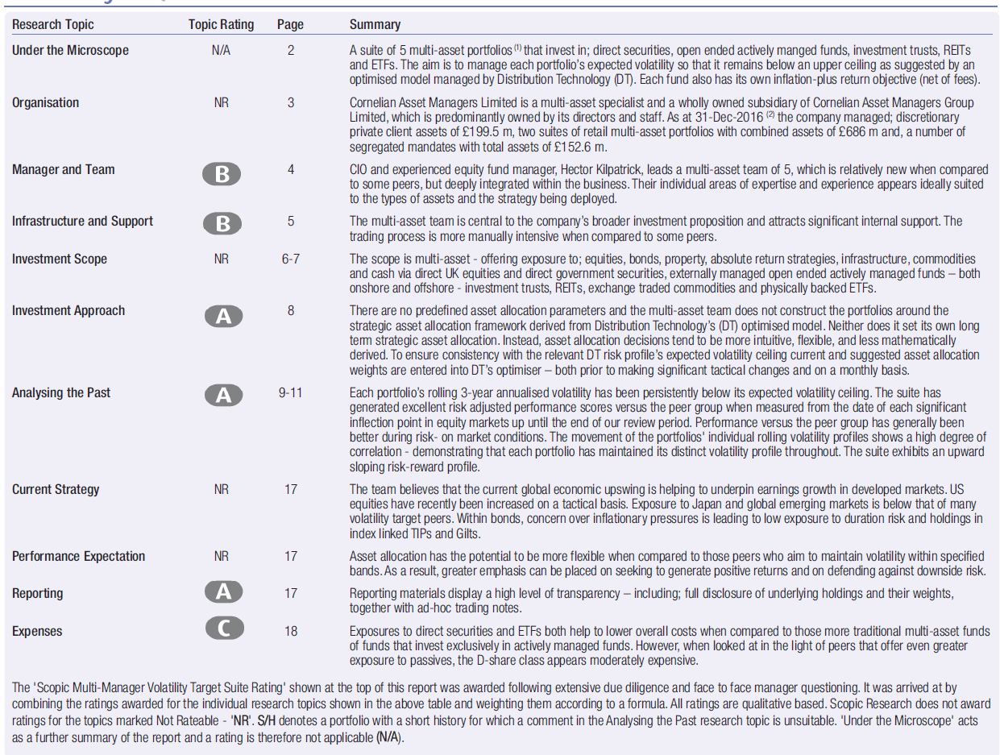 Research Topic Topic Rating Page Summary
Under the Microscope N/A 2 A suite of 5 multi-asset portfolios (1) that invest in; direct securities, open ended actively manged funds, investment trusts, REITs
and ETFs. The aim is to manage each portfolio's expected volatility so that it remains below an upper ceiling as suggested by an
optimised model managed by Distribution Technology (DT). Each fund also has its own inflation-plus return objective (net of fees).
Organisation NR 3 Cornelian Asset Managers Limited is a multi-asset specialist and a wholly owned subsidiary of Cornelian Asset Managers Group
Limited, which is predominantly owned by its directors and staff. As at 31-Dec-2016 (2) the company managed; discretionary
private client assets of £199.5 m, two suites of retail multi-asset portfolios with combined assets of £686 m and, a number of
segregated mandates with total assets of £152.6 m.
Manager and Team B 4 CIO and experienced equity fund manager, Hector Kilpatrick, leads a multi-asset team of 5, which is relatively new when compared
to some peers, but deeply integrated within the business. Their individual areas of expertise and experience appears ideally suited
to the types of assets and the strategy being deployed.
Infrastructure and Support B 5 The multi-asset team is central to the company's broader investment proposition and attracts significant internal support. The
trading process is more manually intensive when compared to some peers.
Investment Scope NR 6-7 The scope is multi-asset - offering exposure to; equities, bonds, property, absolute return strategies, infrastructure, commodities
and cash via direct UK equities and direct government securities, externally managed open ended actively managed funds – both
onshore and offshore - investment trusts, REITs, exchange traded commodities and physically backed ETFs.
Investment Approach A 8 There are no predefined asset allocation parameters and the multi-asset team does not construct the portfolios around the
strategic asset allocation framework derived from Distribution Technology's (DT) optimised model. Neither does it set its own long
term strategic asset allocation. Instead, asset allocation decisions tend to be more intuitive, flexible, and less mathematically
derived. To ensure consistency with the relevant DT risk profile's expected volatility ceiling current and suggested asset allocation
weights are entered into DT's optimiser – both prior to making significant tactical changes and on a monthly basis.
Analysing the Past A 9-11 Each portfolio's rolling 3-year annualised volatility has been persistently below its expected volatility ceiling. The suite has
generated excellent risk adjusted performance scores versus the peer group when measured from the date of each significant
inflection point in equity markets up until the end of our review period. Performance versus the peer group has generally been
better during risk- on market conditions. The movement of the portfolios' individual rolling volatility profiles shows a high degree of
correlation - demonstrating that each portfolio has maintained its distinct volatility profile throughout. The suite exhibits an upward
sloping risk-reward profile.
Current Strategy NR 17 The team believes that the current global economic upswing is helping to underpin earnings growth in developed markets. US
equities have recently been increased on a tactical basis. Exposure to Japan and global emerging markets is below that of many
volatility target peers. Within bonds, concern over inflationary pressures is leading to low exposure to duration risk and holdings in
index linked TIPs and Gilts.
Performance Expectation NR 17 Asset allocation has the potential to be more flexible when compared to those peers who aim to maintain volatility within specified
bands. As a result, greater emphasis can be placed on seeking to generate positive returns and on defending against downside risk.
Reporting A 17 Reporting materials display a high level of transparency – including; full disclosure of underlying holdings and their weights,
together with ad-hoc trading notes.
Expenses C 18 Exposures to direct securities and ETFs both help to lower overall costs when compared to those more traditional multi-asset funds
of funds that invest exclusively in actively managed funds. However, when looked at in the light of peers that offer even greater
exposure to passives, the D-share class appears moderately expensive.
The 'Scopic Multi-Manager Volatility Target Suite Rating' shown at the top of this report was awarded following extensive due diligence and face to face manager questioning. It was arrived at by
combining the ratings awarded for the individual research topics shown in the above table and weighting them according to a formula. All ratings are qualitative based. Scopic Research does not award
ratings for the topics marked Not Rateable - 'NR'. S/H denotes a portfolio with a short history for which a comment in the Analysing the Past research topic is unsuitable. 'Under the Microscope' acts
as a further summary of the report and a rating is therefore not applicable (N/A).